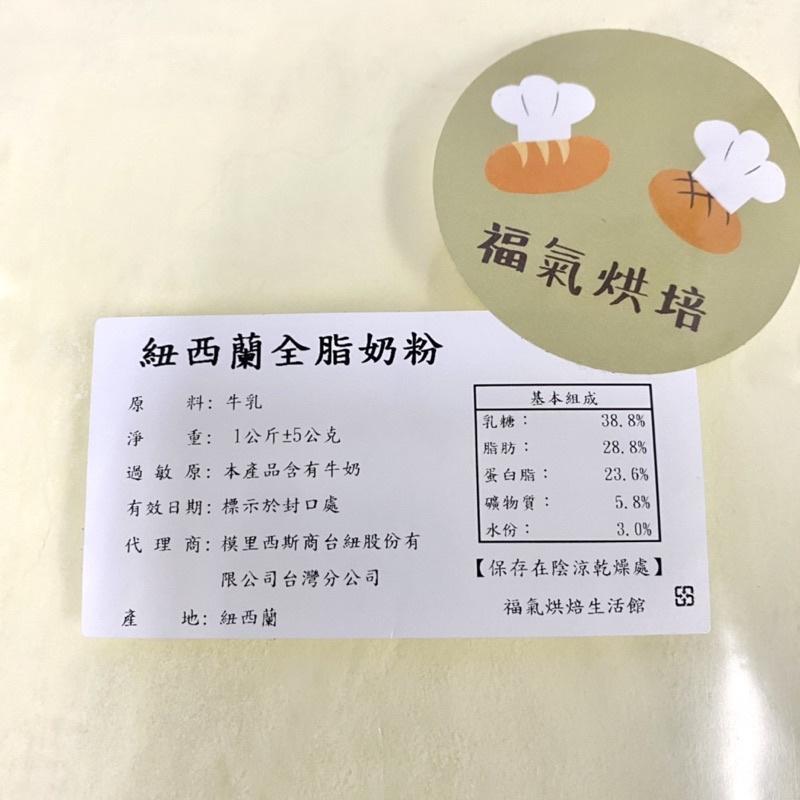 福氣烘培
紐西蘭全脂奶粉
原 料: 牛乳
淨 重: 1公斤±5公克
過 敏 原: 本產品含有牛奶
有效日期: 標示於封口處
代 理 商: 模里西斯商台紐股份有
限公司台灣分公司
產 地: 紐西蘭
基本組成
乳糖: 38.8%
脂肪: 28.8%
蛋白脂: 23.6%
礦物質: 5.8%
水份: 3.0%
【保存在陰涼乾燥處】
福氣烘焙生活館